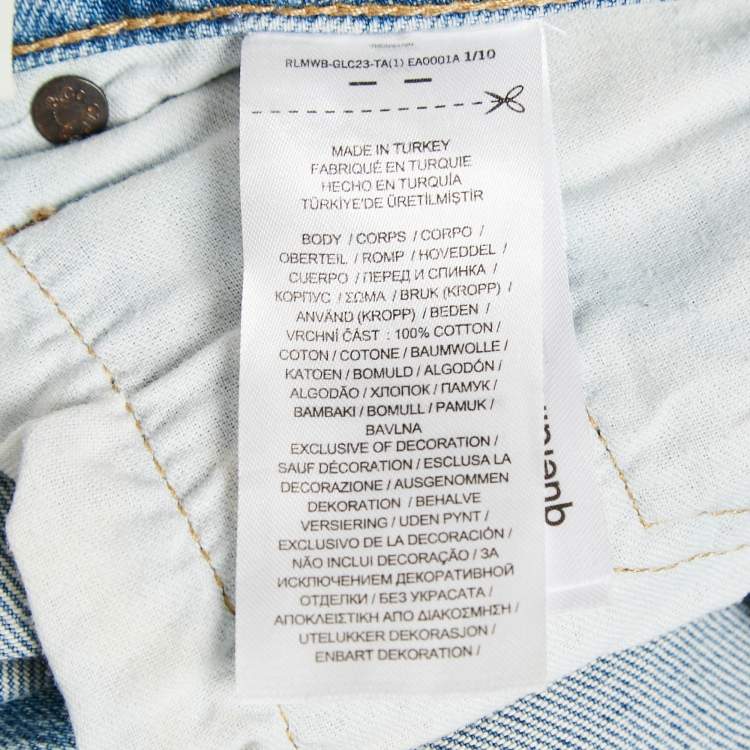 RLMWB-GLC23-TA(1) EA0001A 1/10
MADE IN TURKEY
FABRIQUÉ EN TURQUIE
HECHO EN TURQUÍA
TÜRKİYE'DE ÜRETİLMİŞTİR
BODY / CORPS / CORPO /
OBERTEIL / ROMP / HOVEDDEL /
CUERPO / ПЕРЕД И СПИНКА /
КОРПУС / ΣΩΜΑ / BRUK (KROPP) /
ANVÄND (KROPP) / BEDEN /
VRCHNÍ ČÁST : 100% COTTON /
COTON / COTONE / BAUMWOLLE /
KATOEN / BOMULD / ALGODÓN /
ALGODÃO / ХЛОПОК / ПАМУК /
BAMBAKI / BOMULL / PAMUK /
BAVLNA
EXCLUSIVE OF DECORATION /
SAUF DÉCORATION / ESCLUSA LA
DECORAZIONE / AUSGENOMMEN
DEKORATION / BEHALVE
VERSIERING / UDEN PYNT /
EXCLUSIVO DE LA DECORACIÓN /
NÃO INCLUI DECORAÇÃO / ЗА
ИСКЛЮЧЕНИЕМ ДЕКОРАТИВНОЙ
ОТДЕЛКИ / БЕЗ УКРАСАТА /
ΑΠΟΚΛΕΙΣΤΙΚΗ ΑΠΟ ΔΙΑΚΟΣΜΗΣΗ /
UTELUKKER DEKORASJON /
ENBART DEKORATION /